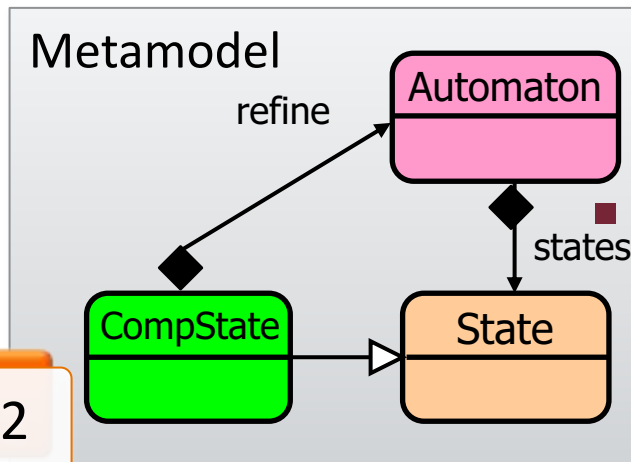 Metamodel
Automaton
refine
states
CompState
State
2